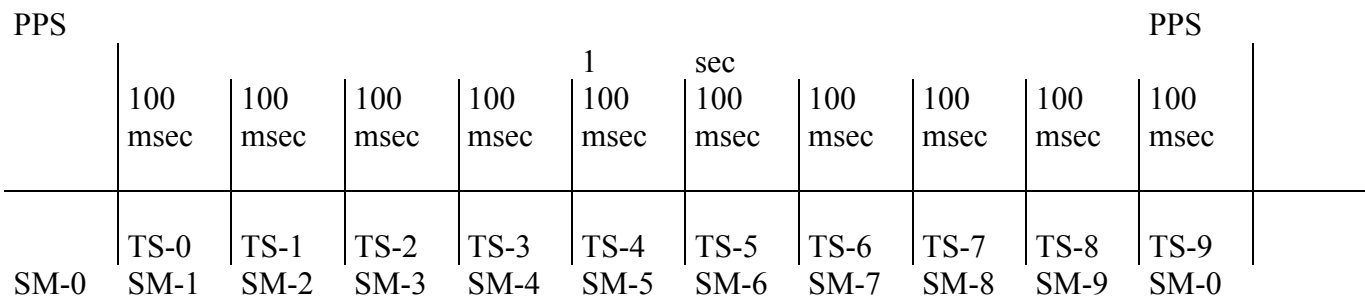 PPS PPS
1 sec
100 100 100 100 100 100 100 100 100 100
msec msec msec msec msec msec msec msec msec msec
TS-0 TS-1 TS-2 TS-3 TS-4 TS-5 TS-6 TS-7 TS-8 TS-9
SM-0 SM-1 SM-2 SM-3 SM-4 SM-5 SM-6 SM-7 SM-8 SM-9 SM-0